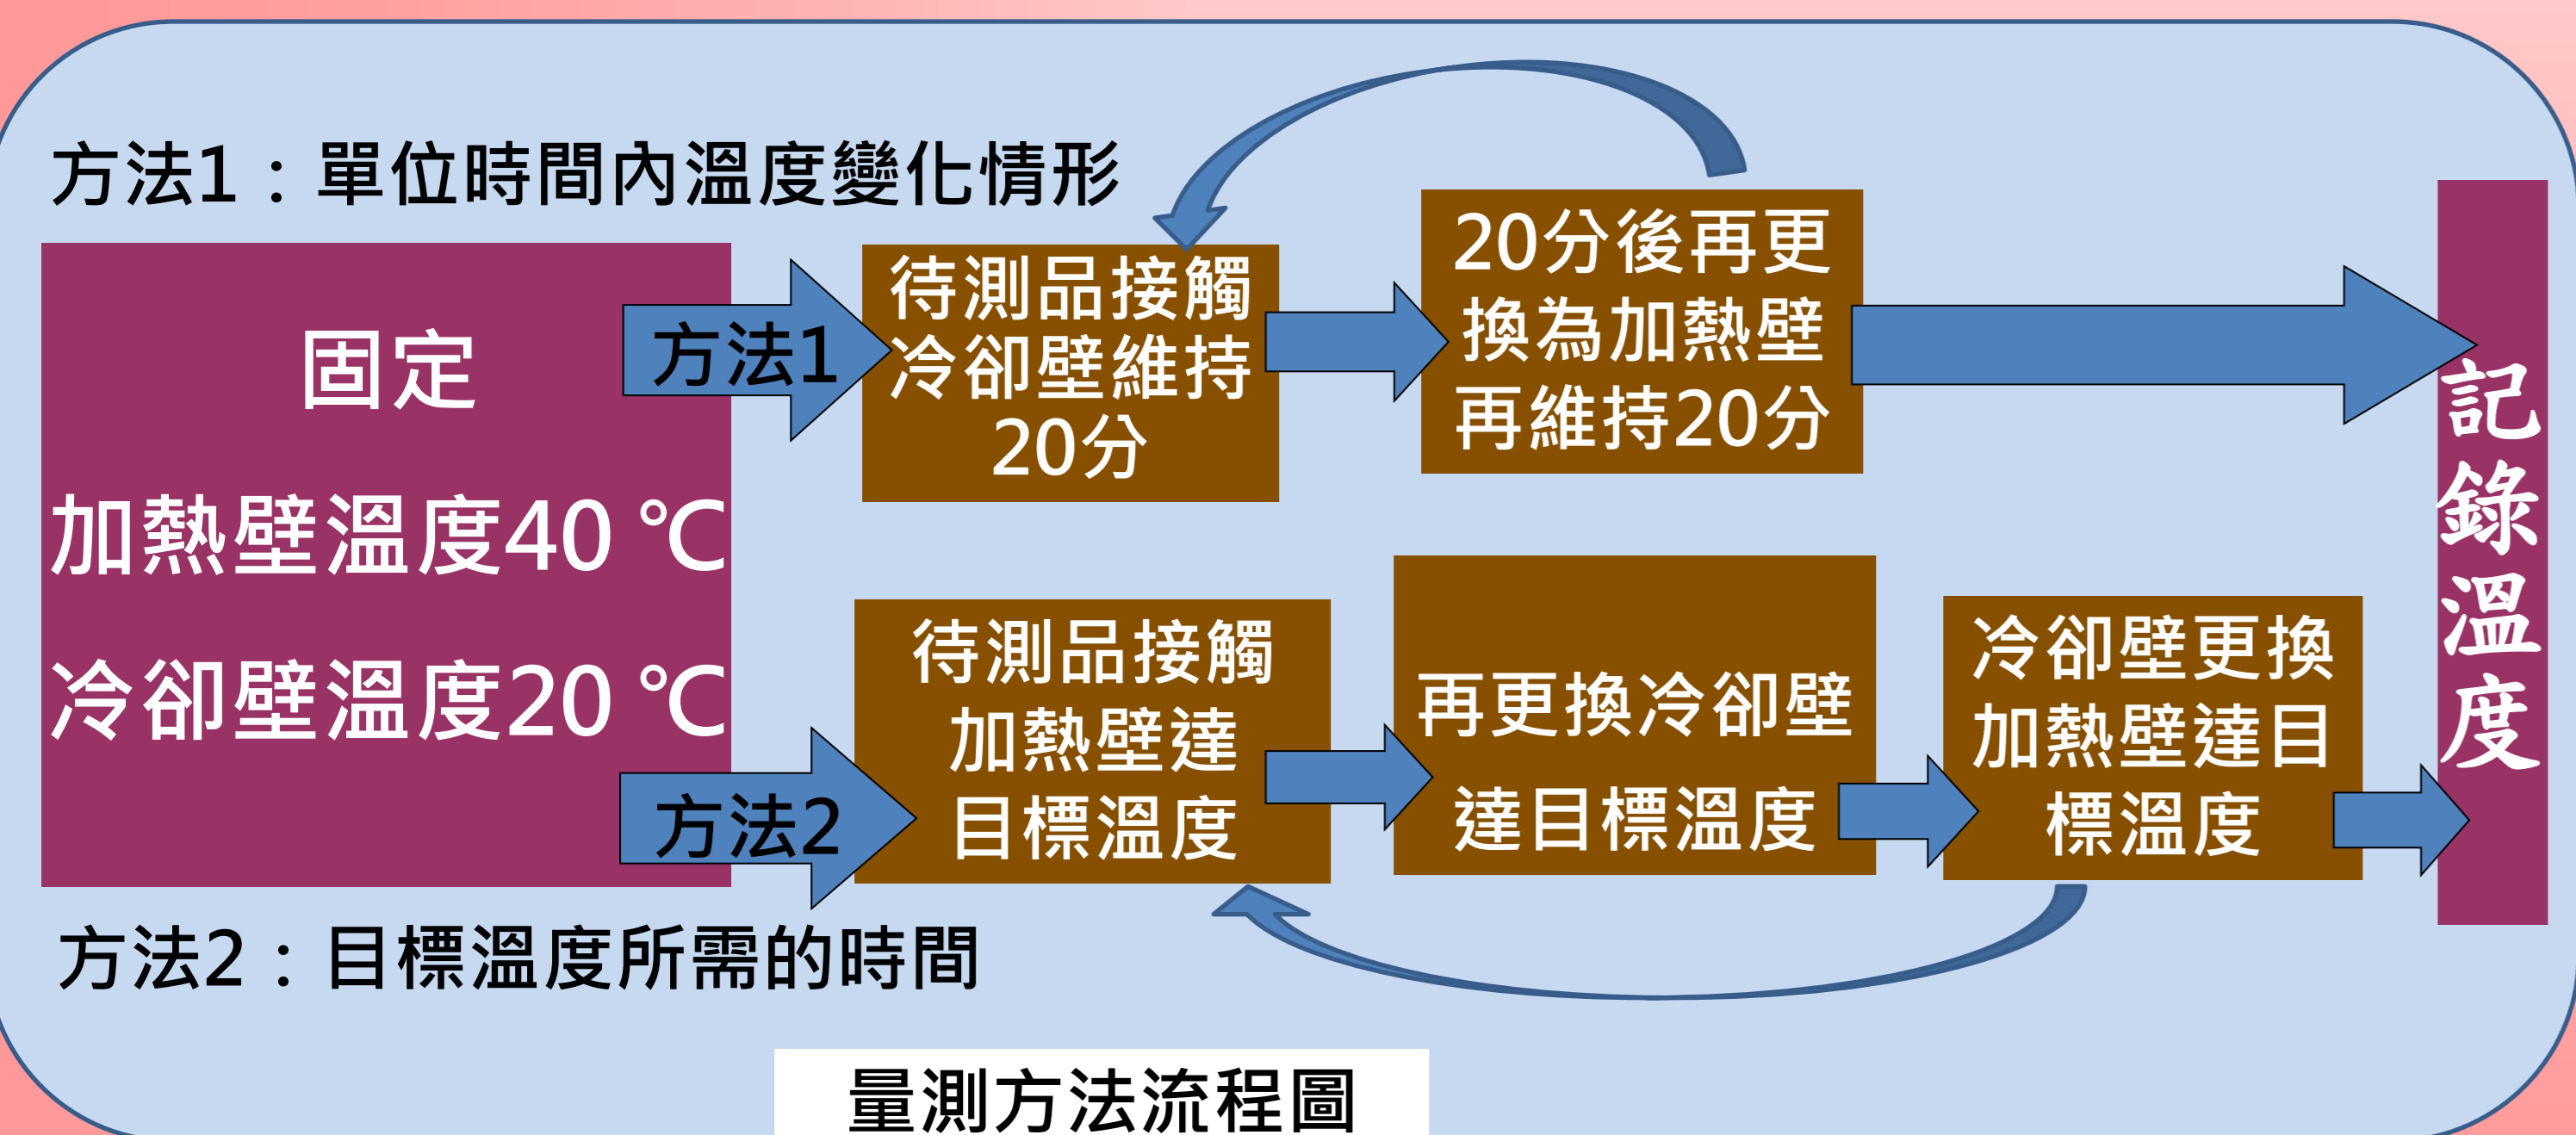 方法1：單位時間內溫度變化情形
固定
加熱壁溫度40 ℃
冷卻壁溫度20 ℃
方法1
待測品接觸
冷卻壁維持
20分
20分後再更
換為加熱壁
再維持20分
方法2
待測品接觸
加熱壁達
目標溫度
再更換冷卻壁
達目標溫度
冷卻壁更換
加熱壁達目
標溫度
記錄溫度
方法2：目標溫度所需的時間
量測方法流程圖